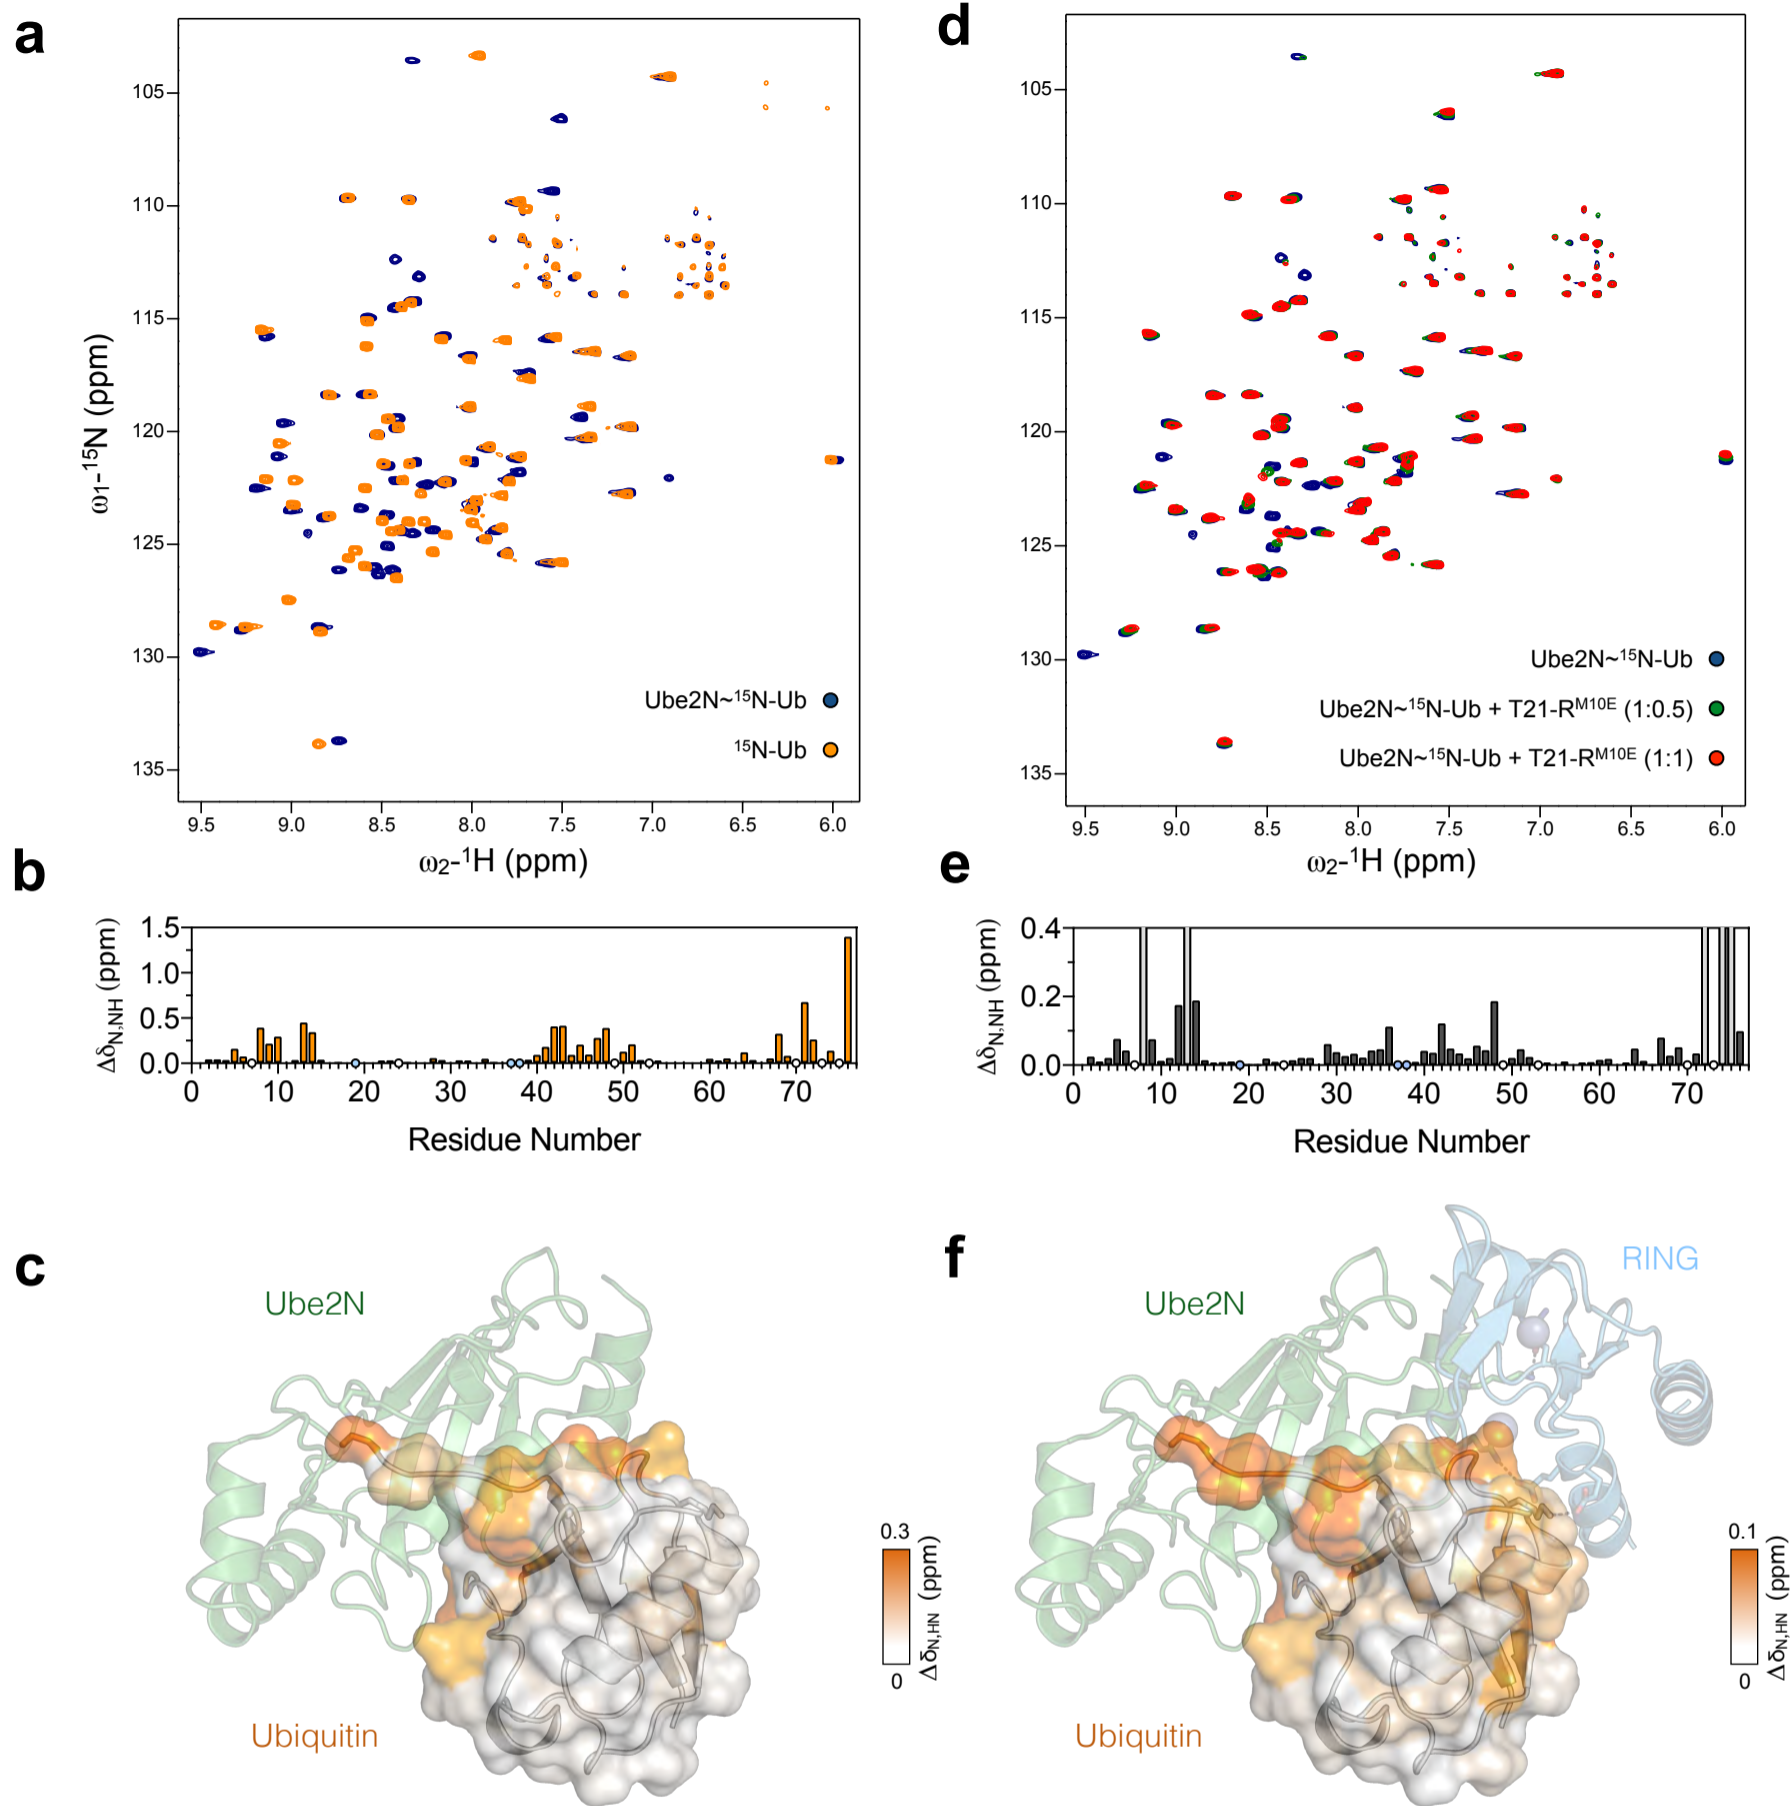 a
105
110
115
120
125
130
135
ω1-15N (ppm)
Ube2N~15N-Ub
15N-Ub
9.5 9.0 8.5 8.0 7.5 7.0 6.5 6.0
ω2-1H (ppm)
d
105
110
115
120
125
130
135
Ube2N~15N-Ub
Ube2N~15N-Ub + T21-RM10E (1:0.5)
Ube2N~15N-Ub + T21-RM10E (1:1)
9.5 9.0 8.5 8.0 7.5 7.0 6.5 6.0
ω2-1H (ppm)
b
ΔδN,NH (ppm)
1.5
1.0
0.5
0.0
0 10 20 30 40 50 60 70
Residue Number
e
ΔδN,NH (ppm)
0.4
0.2
0.0
0 10 20 30 40 50 60 70
Residue Number
c
Ube2N
Ubiquitin
0.3
0
ΔδN,HN (ppm)
f
Ube2N
RING
Ubiquitin
0.1
0
ΔδN,HN (ppm)